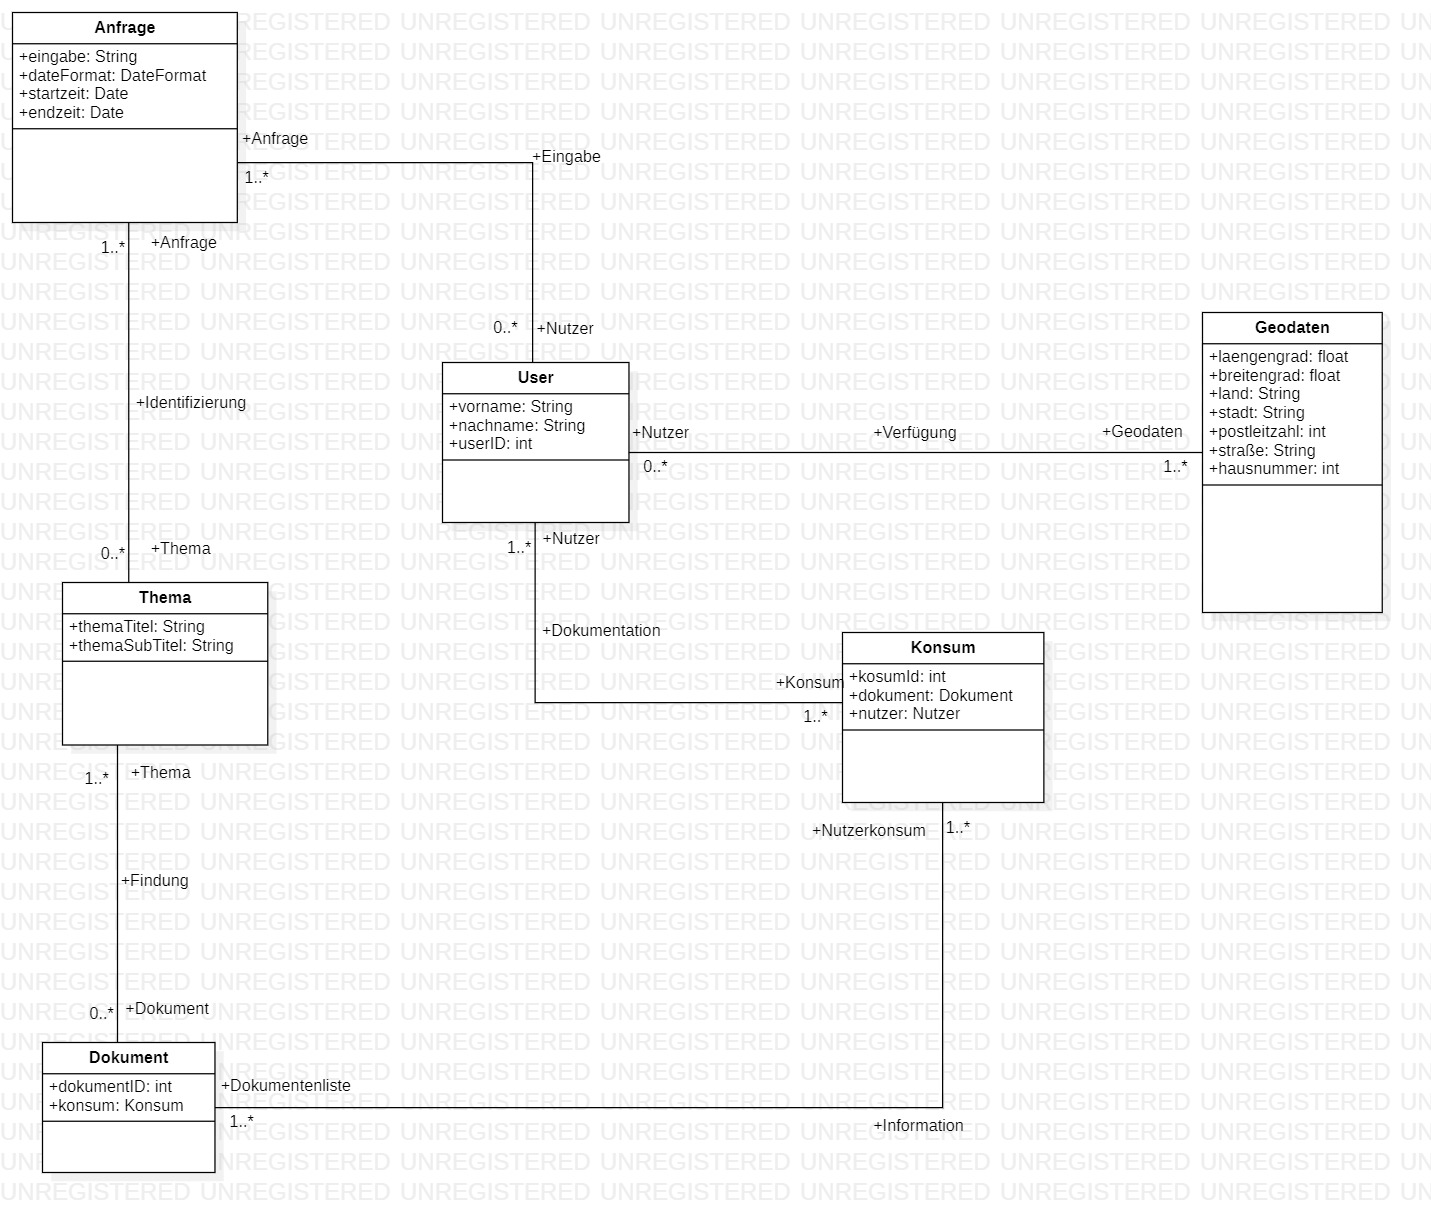 Anfrage
+eingabe: String
+dateFormat: DateFormat
+startzeit: Date
+endzeit: Date
+Anfrage
1..*
+Eingabe
1..*
+Anfrage
0..*
+Nutzer
+Identifizierung
User
+vorname: String
+nachname: String
+userID: int
+Nutzer
0..*
+Verfügung
+Geodaten
1..*
Geodaten
+laengengrad: float
+breitengrad: float
+land: String
+stadt: String
+postleitzahl: int
+straße: String
+hausnummer: int
0..*
+Thema
1..*
+Nutzer
Thema
+themaTitel: String
+themaSubTitel: String
+Dokumentation
+Konsum
1..*
Konsum
+kosumId: int
+dokument: Dokument
+nutzer: Nutzer
1..*
+Thema
+Nutzerkonsum
1..*
+Findung
0..*
+Dokument
Dokument
+dokumentID: int
+konsum: Konsum
+Dokumentenliste
1..*
+Information
UNREGISTERED UNREGISTERED UNREGISTERED UNREGISTERED UNREGISTERED UNREGISTERED UNREGISTERED UN